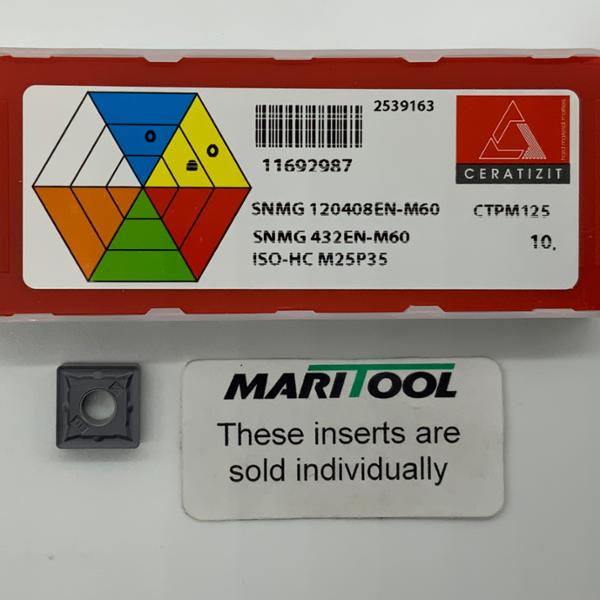 2539163
11692987
CERATIZIT
SNMG 120408EN-M60 CTPM125
SNMG 432EN-M60 10.
ISO-HC M25P35
MARITOOL
These inserts are
sold individually